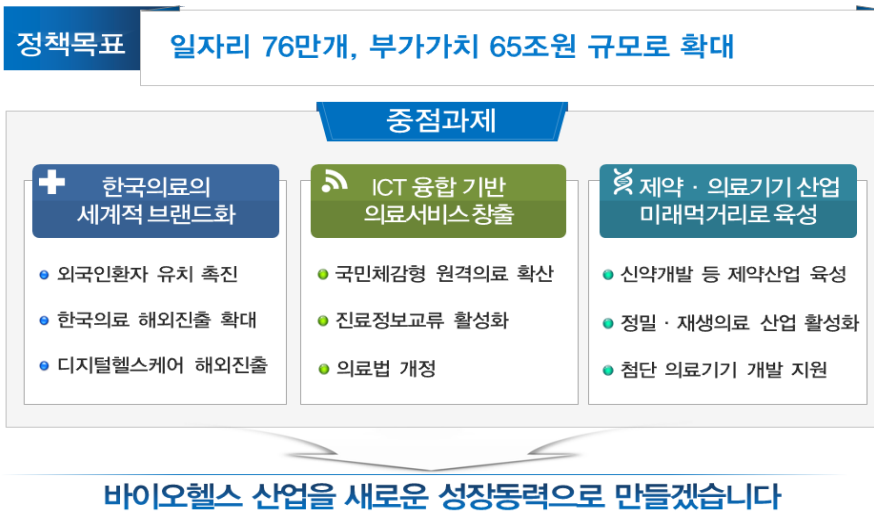 정책목표
일자리 76만개, 부가가치 65조원 규모로 확대
중점과제
한국의료의
세계적 브랜드화
외국인환자 유치 촉진
한국의료 해외진출 확대
디지털헬스케어 해외진출
ICT 융합 기반
의료서비스 창출
국민체감형 원격의료 확산
진료정보교류 활성화
의료법 개정
제약 · 의료기기 산업
미래먹거리로 육성
신약개발 등 제약산업 육성
정밀 · 재생의료 산업 활성화
첨단 의료기기 개발 지원
바이오헬스 산업을 새로운 성장동력으로 만들겠습니다